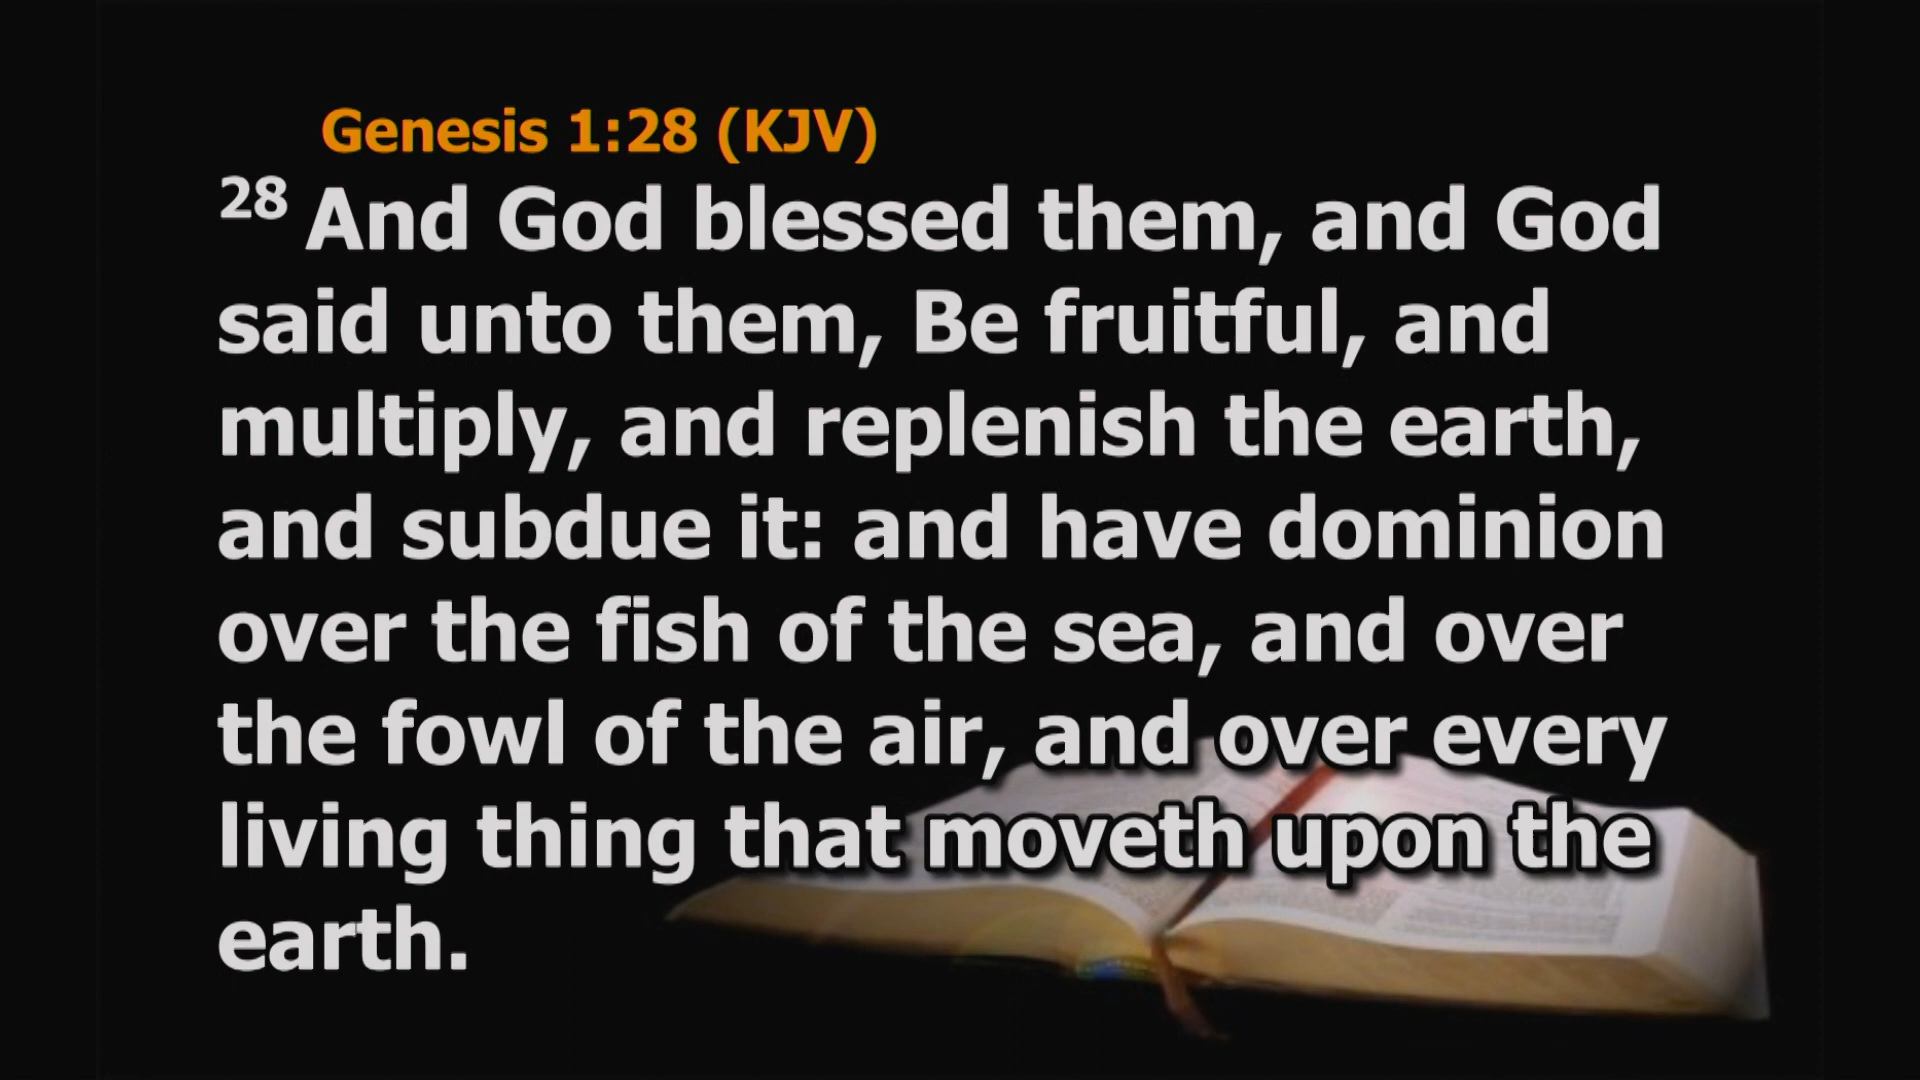 Genesis 1:28 (KJV)
28 And God blessed them, and God
said unto them, Be fruitful, and
multiply, and replenish the earth,
and subdue it: and have dominion
over the fish of the sea, and over
the fowl of the air, and over every
living thing that moveth upon the
earth.